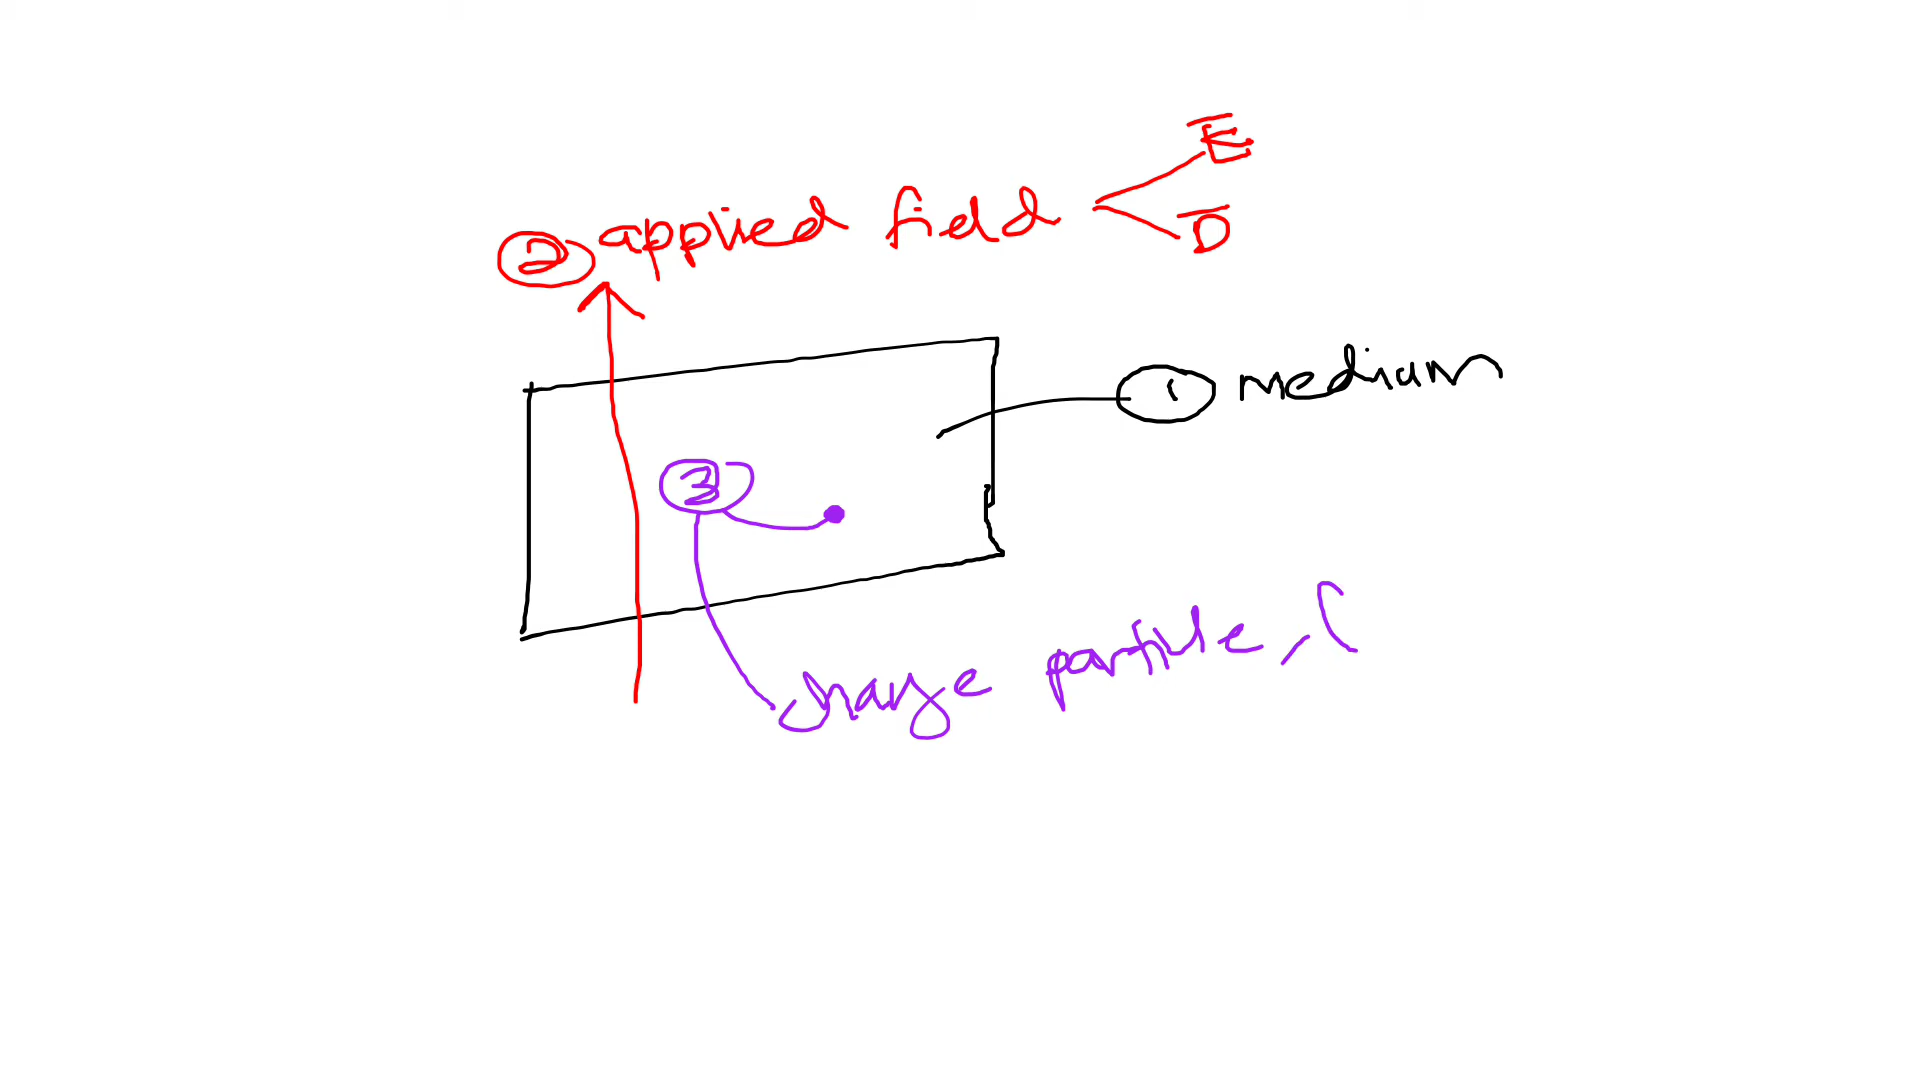 E
② applied field
D
① medium
③
charge particle, (